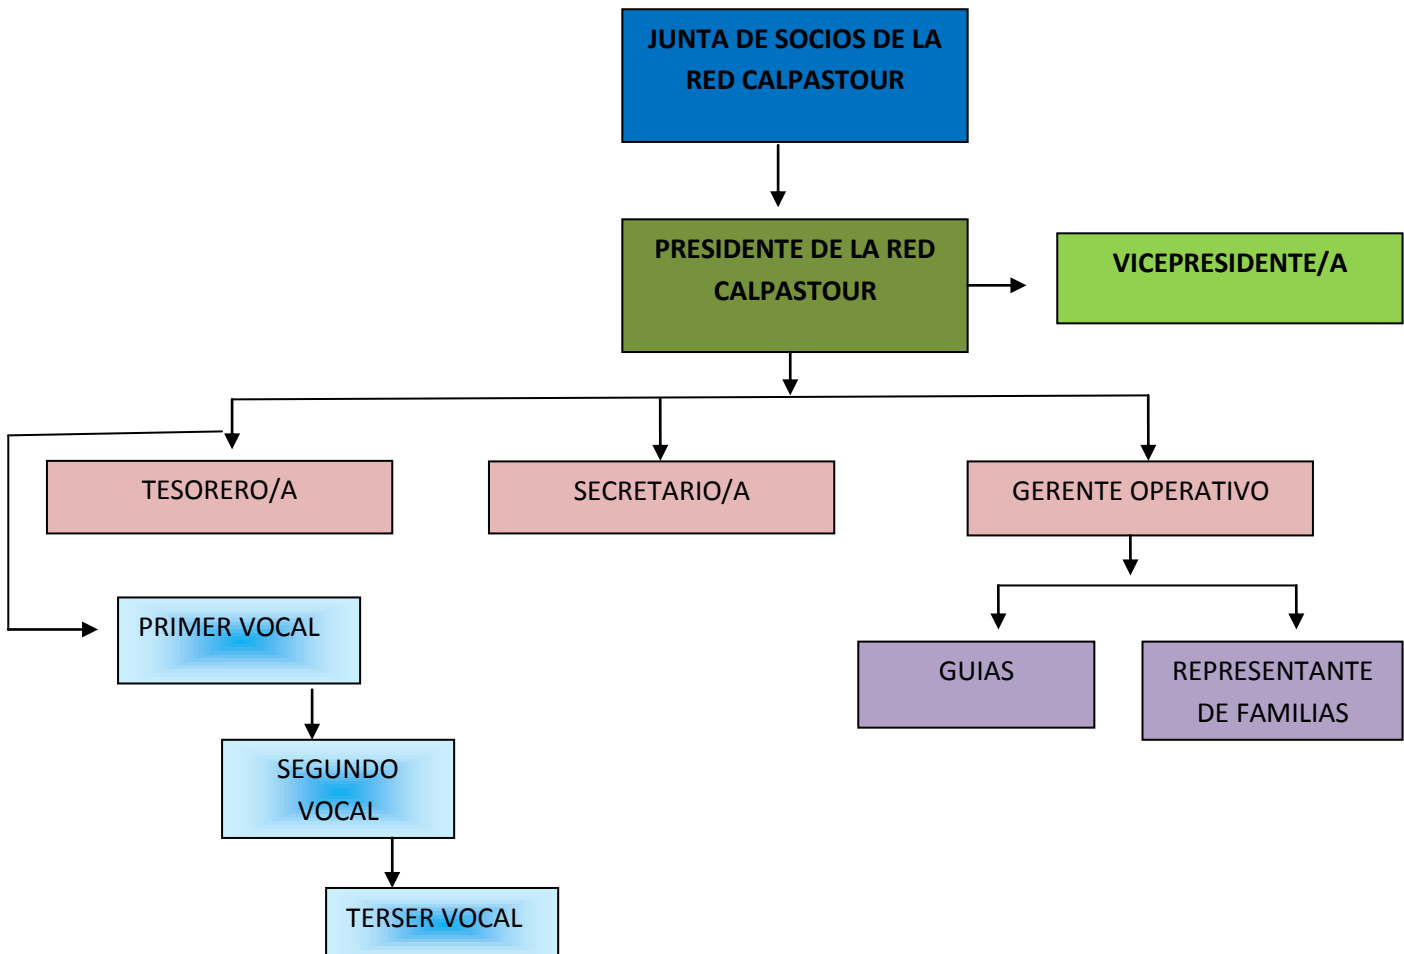 JUNTA DE SOCIOS DE LA
RED CALPASTOUR
PRESIDENTE DE LA RED
CALPASTOUR
VICEPRESIDENTE/A
TESORERO/A
SECRETARIO/A
GERENTE OPERATIVO
PRIMER VOCAL
GUIAS
REPRESENTANTE
DE FAMILIAS
SEGUNDO
VOCAL
TERSER VOCAL